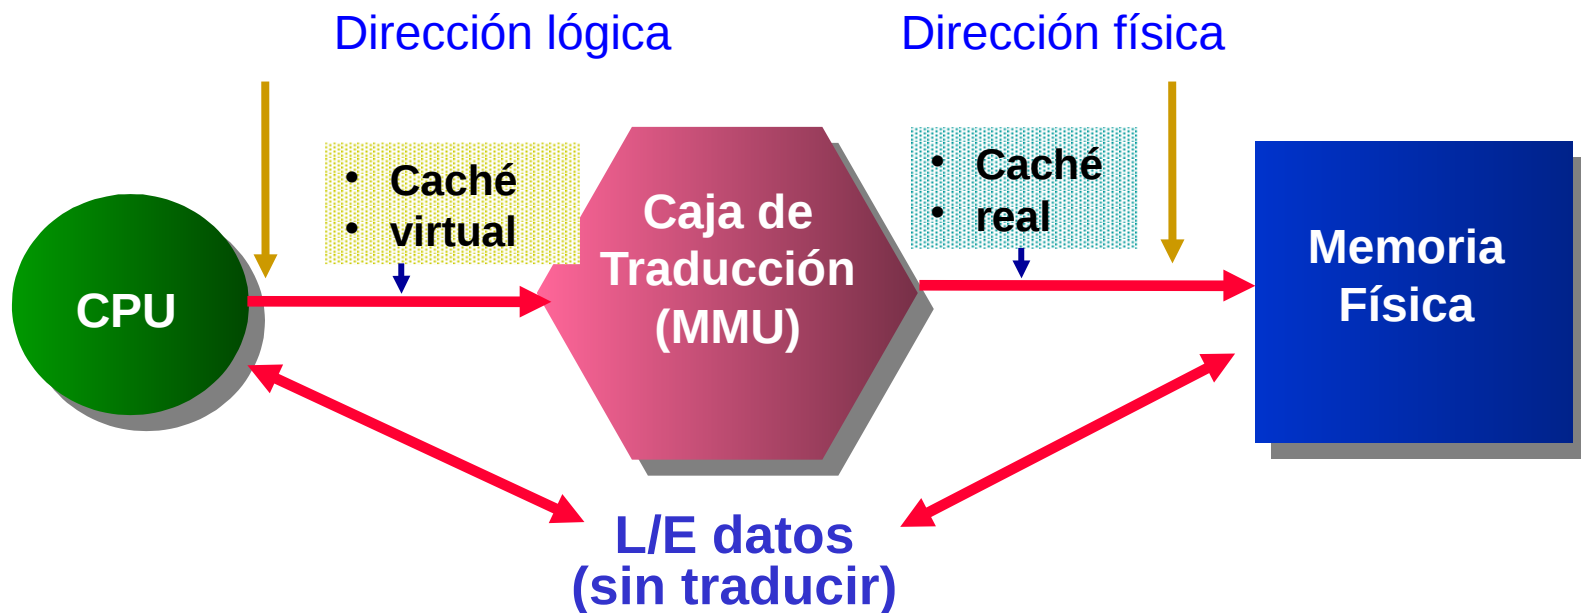 Dirección lógica
Dirección física
• Caché
• virtual
Caja de
Traducción
(MMU)
• Caché
• real
Memoria
Física
CPU
L/E datos
(sin traducir)